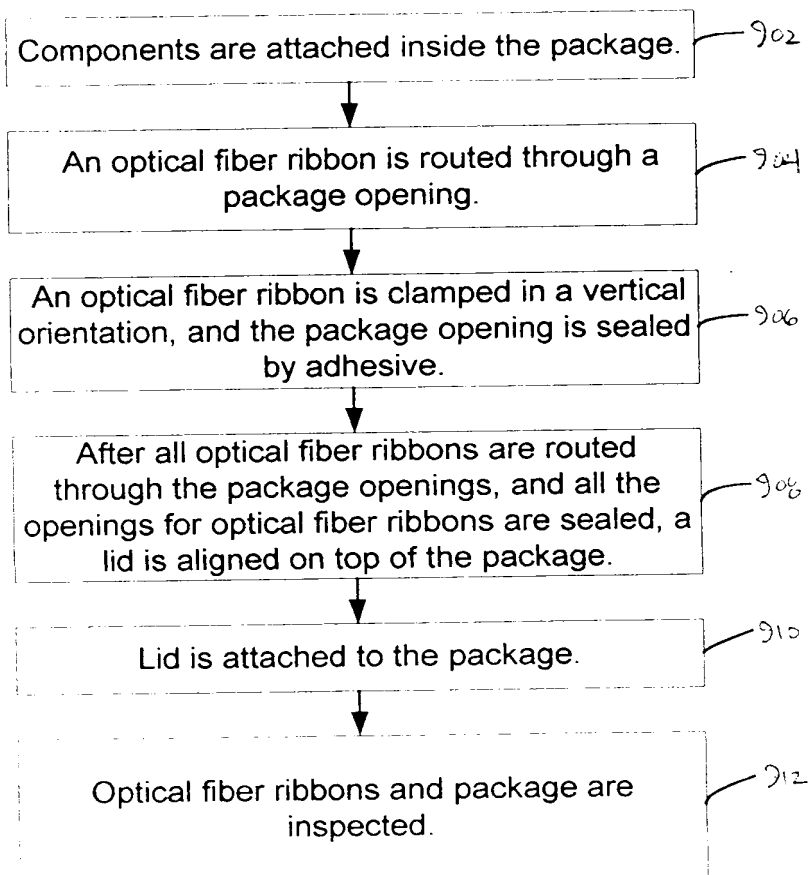 Components are attached inside the package.
902
An optical fiber ribbon is routed through a
package opening.
904
An optical fiber ribbon is clamped in a vertical
orientation, and the package opening is sealed
by adhesive.
906
After all optical fiber ribbons are routed
through the package openings, and all the
openings for optical fiber ribbons are sealed, a
lid is aligned on top of the package.
908
Lid is attached to the package.
910
Optical fiber ribbons and package are
inspected.
912